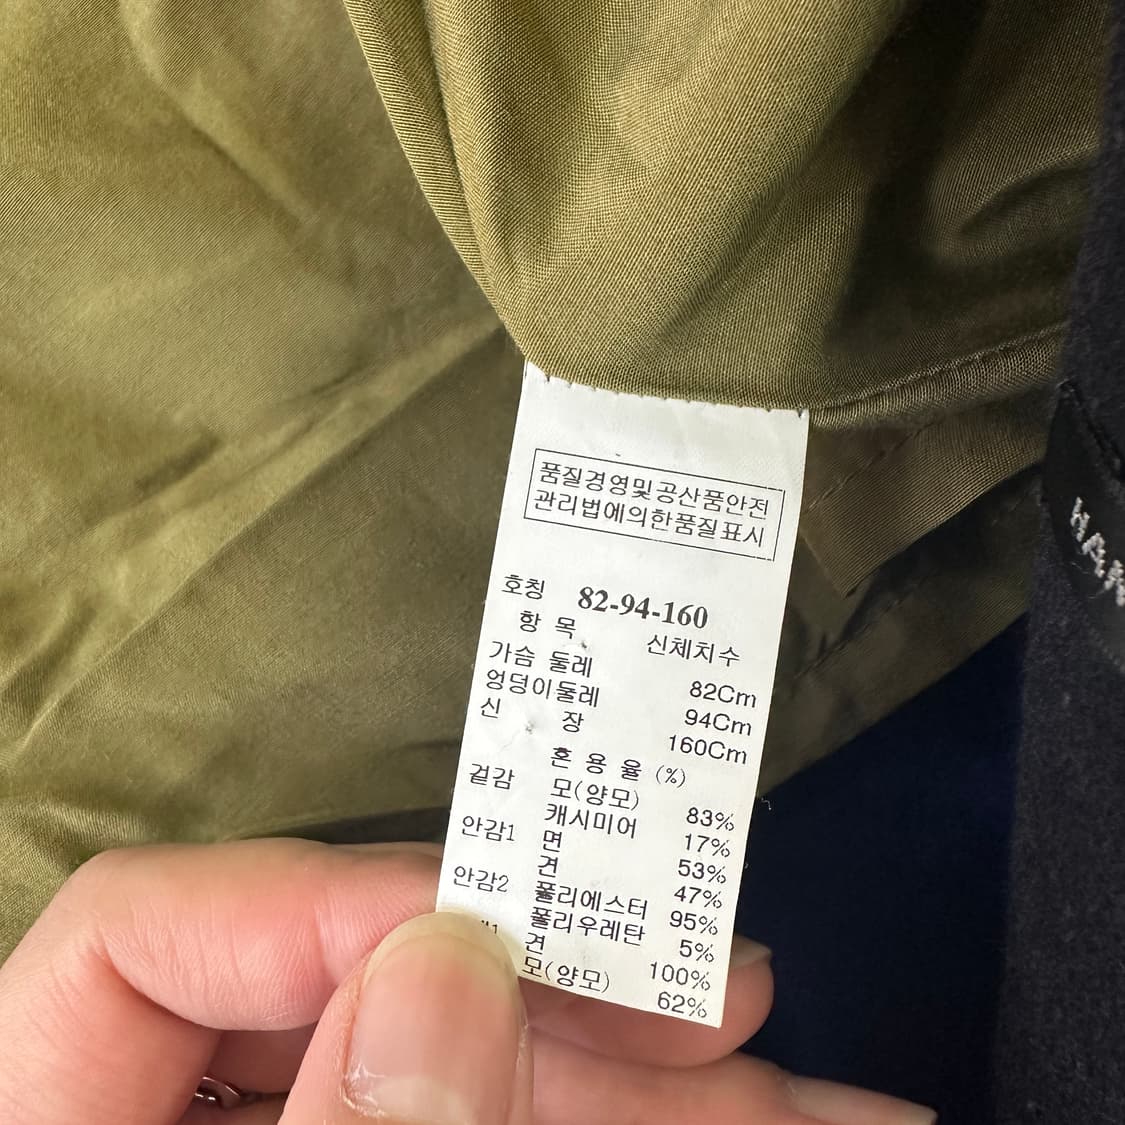 품질경영및공산품안전
관리법에의한품질표시
호칭 82-94-160
항 목 신체치수
가슴 둘레 82Cm
엉덩이둘레 94Cm
신 장 160Cm
혼 용 율 (%)
겉감 모(양모) 83%
캐시미어 17%
안감1 면 53%
견 47%
안감2 폴리에스터 95%
폴리우레탄 5%
견 100%
모(양모) 62%